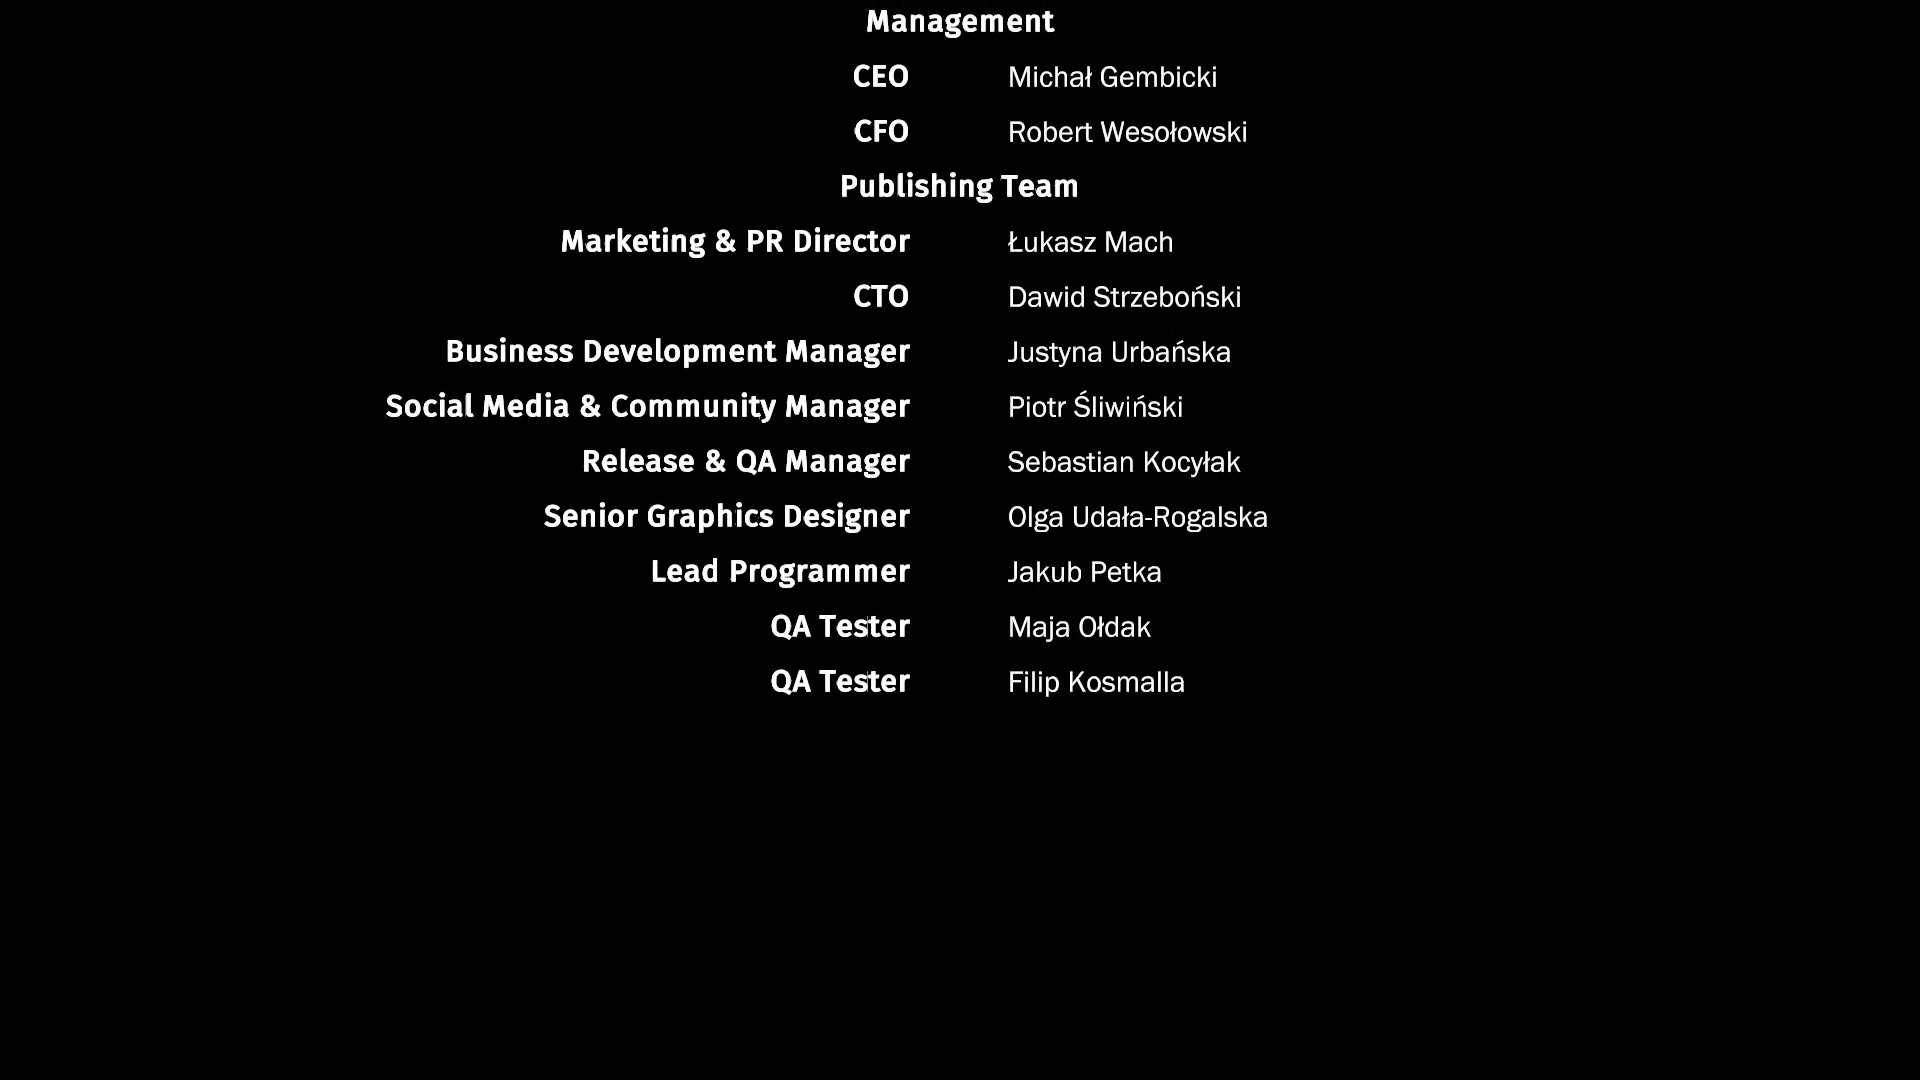 Management
CEO Michał Gembicki
CFO Robert Wesołowski
Publishing Team
Marketing & PR Director Łukasz Mach
CTO Dawid Strzeboński
Business Development Manager Justyna Urbańska
Social Media & Community Manager Piotr Śliwiński
Release & QA Manager Sebastian Kocyłak
Senior Graphics Designer Olga Udała-Rogalska
Lead Programmer Jakub Petka
QA Tester Maja Ołdak
QA Tester Filip Kosmalla